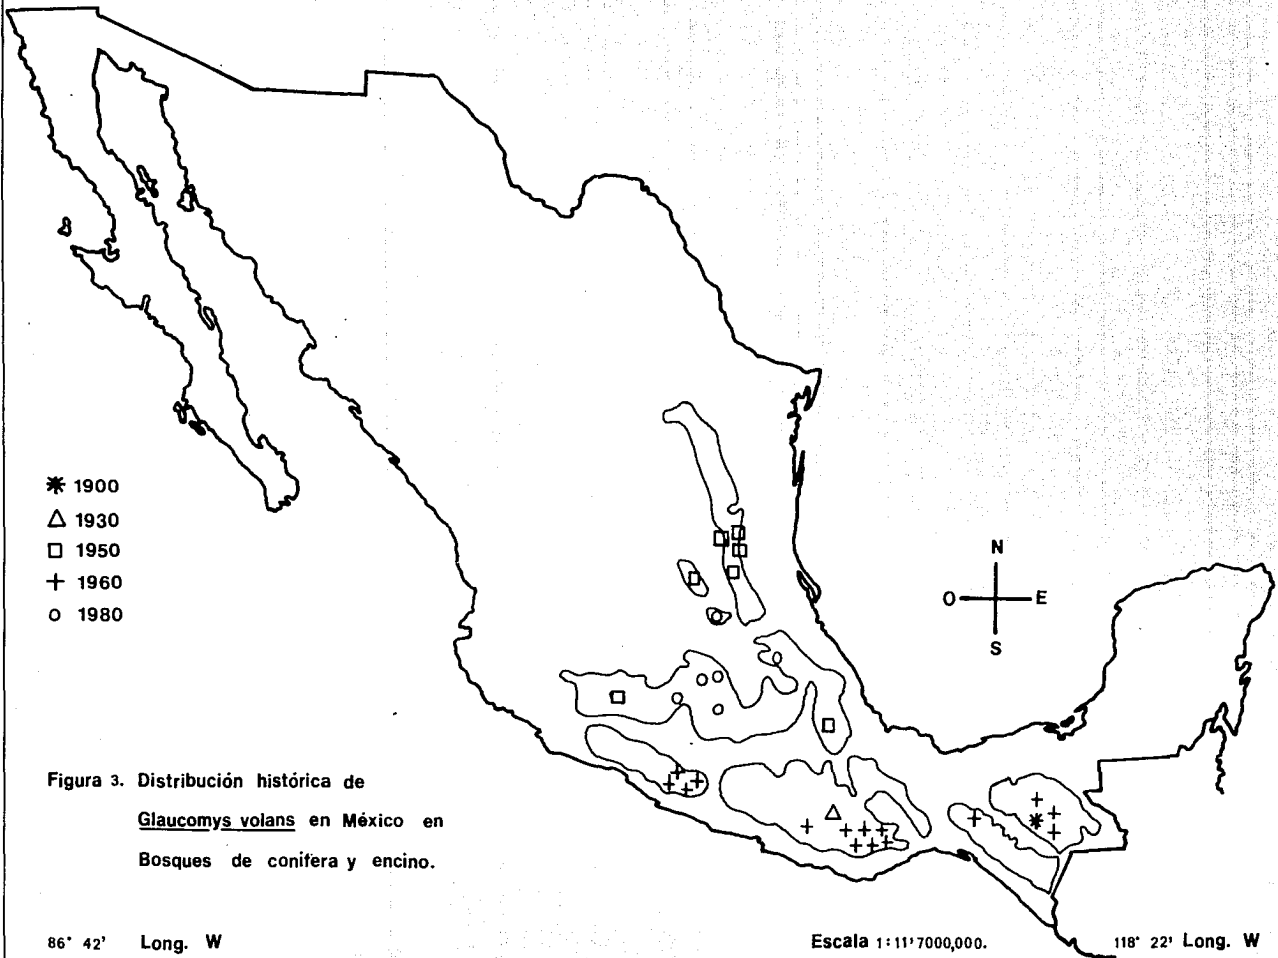 ✳ 1900
△ 1930
□ 1950
+ 1960
○ 1980
N
O E
S
Figura 3. Distribución histórica de
Glaucomys volans en México en
Bosques de conifera y encino.
86° 42' Long. W
Escala 1:11'7000,000.
118° 22' Long. W